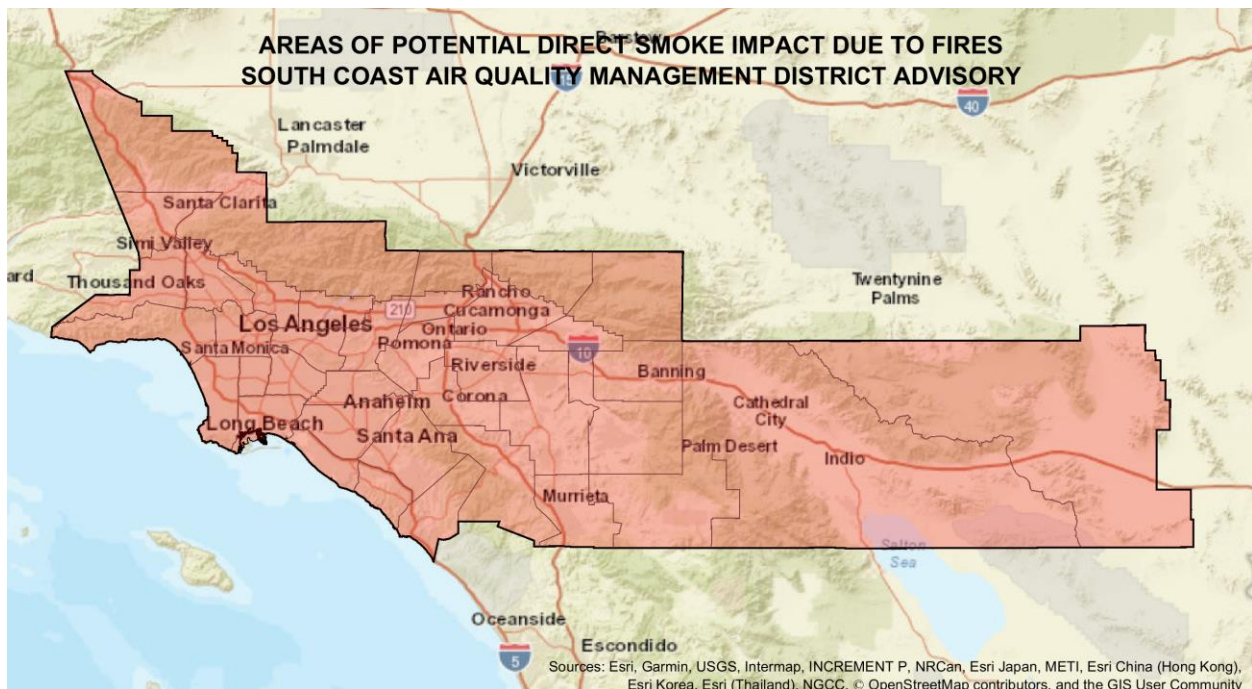 AREAS OF POTENTIAL DIRECT SMOKE IMPACT DUE TO FIRES
SOUTH COAST AIR QUALITY MANAGEMENT DISTRICT ADVISORY
Barstow
15
40
Lancaster
Palmdale
Victorville
Santa Clarita
Simi Valley
ard
Thousand Oaks
Twentynine
Palms
Rancho
Cucamonga
210
Los Angeles
Ontario
Pomona
Santa Monica
10
Riverside
Banning
Corona
Anaheim
Cathedral
City
Long Beach
Santa Ana
Palm Desert
Indio
Murrieta
Salton
Sea
Oceanside
Escondido
5
Sources: Esri, Garmin, USGS, Intermap, INCREMENT P, NRCan, Esri Japan, METI, Esri China (Hong Kong),
Esri Korea, Esri (Thailand), NGCC, © OpenStreetMap contributors, and the GIS User Community